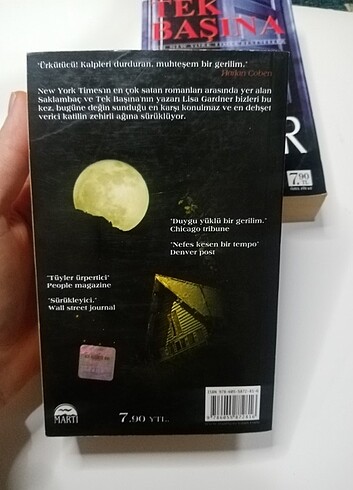 TEK
BAŞINA
'Ürkütücü! Kalpleri durduran, muhteşem bir gerilim.'
Harlan Coben
New York Times'ın en çok satan romanları arasında yer alan
Saklambaç ve Tek Başına'nın yazarı Lisa Gardner bizleri bu
kez, bugüne değin sunduğu en karşı konulmaz ve en dehşet
verici katilin zehirli ağına sürüklüyor.
R
7.90
YTL
"Duygu yüklü bir gerilim."
Chicago tribune
"Nefes kesen bir tempo"
Denver post
"Tüyler ürpertici"
People magazine
"Sürükleyici."
Wall street journal
MARTI
7.90 YTL.